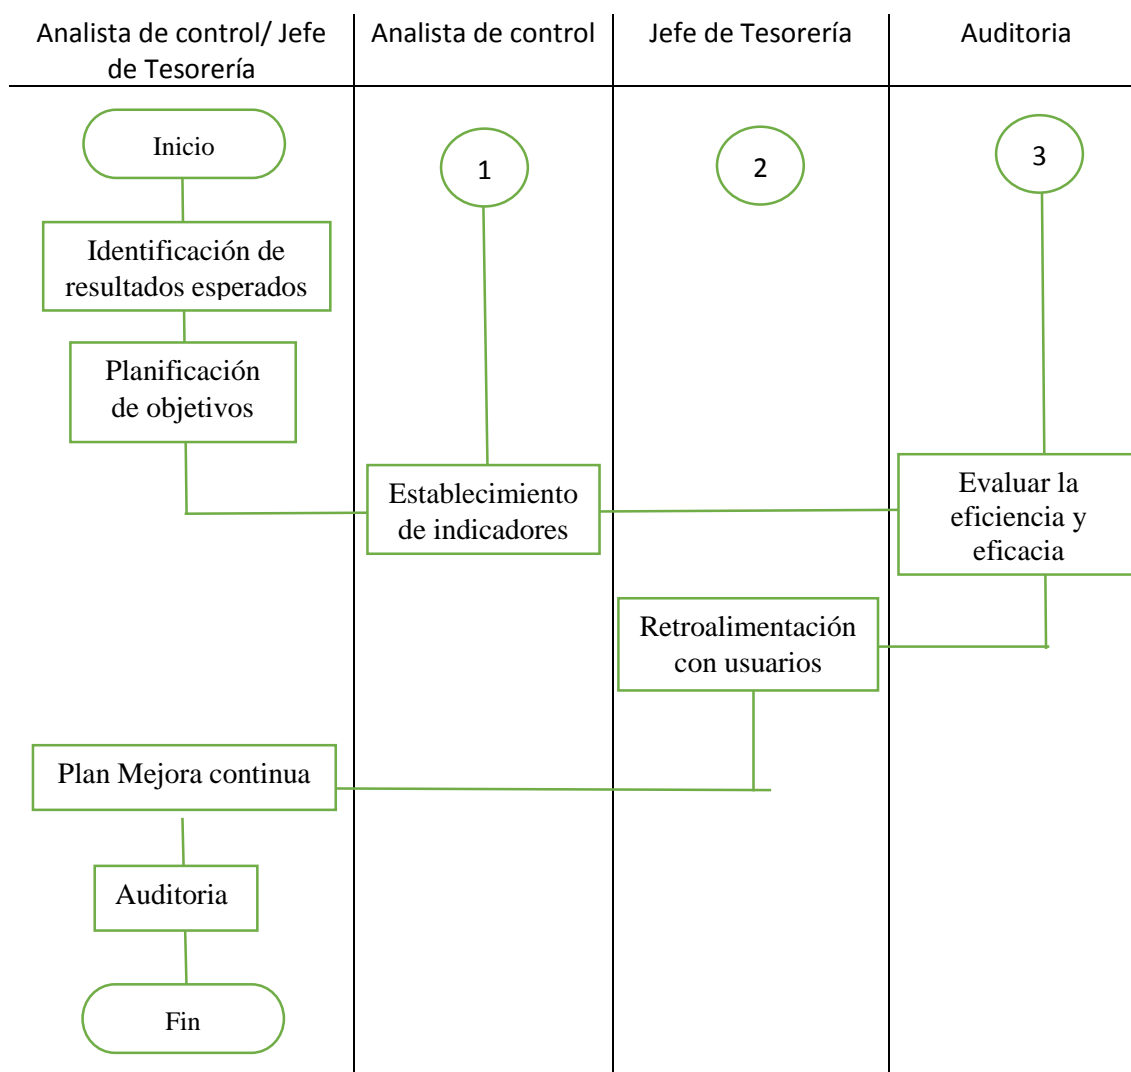 Analista de control/ Jefe
de Tesorería
Analista de control
Jefe de Tesorería
Auditoria
Inicio
1
2
3
Identificación de
resultados esperados
Planificación
de objetivos
Establecimiento
de indicadores
Evaluar la
eficiencia y
eficacia
Retroalimentación
con usuarios
Plan Mejora continua
Auditoria
Fin